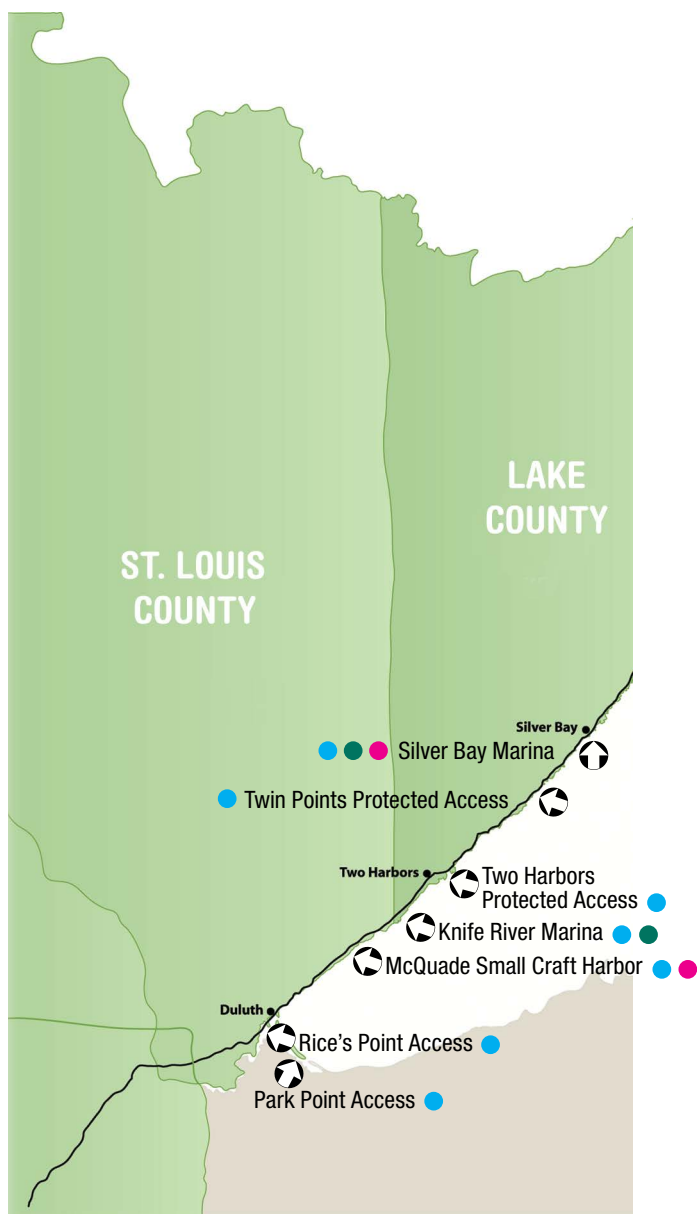 LAKE
COUNTY
ST. LOUIS
COUNTY
Silver Bay
Silver Bay Marina
Twin Points Protected Access
Two Harbors
Two Harbors
Protected Access
Knife River Marina
McQuade Small Craft Harbor
Duluth
Rice's Point Access
Park Point Access